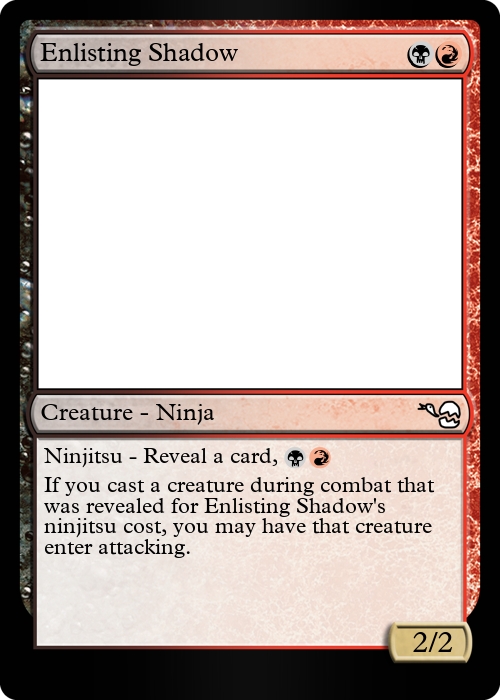 Enlisting Shadow
Creature - Ninja
Ninjitsu - Reveal a card,
If you cast a creature during combat that
was revealed for Enlisting Shadow's
ninjitsu cost, you may have that creature
enter attacking.
2/2